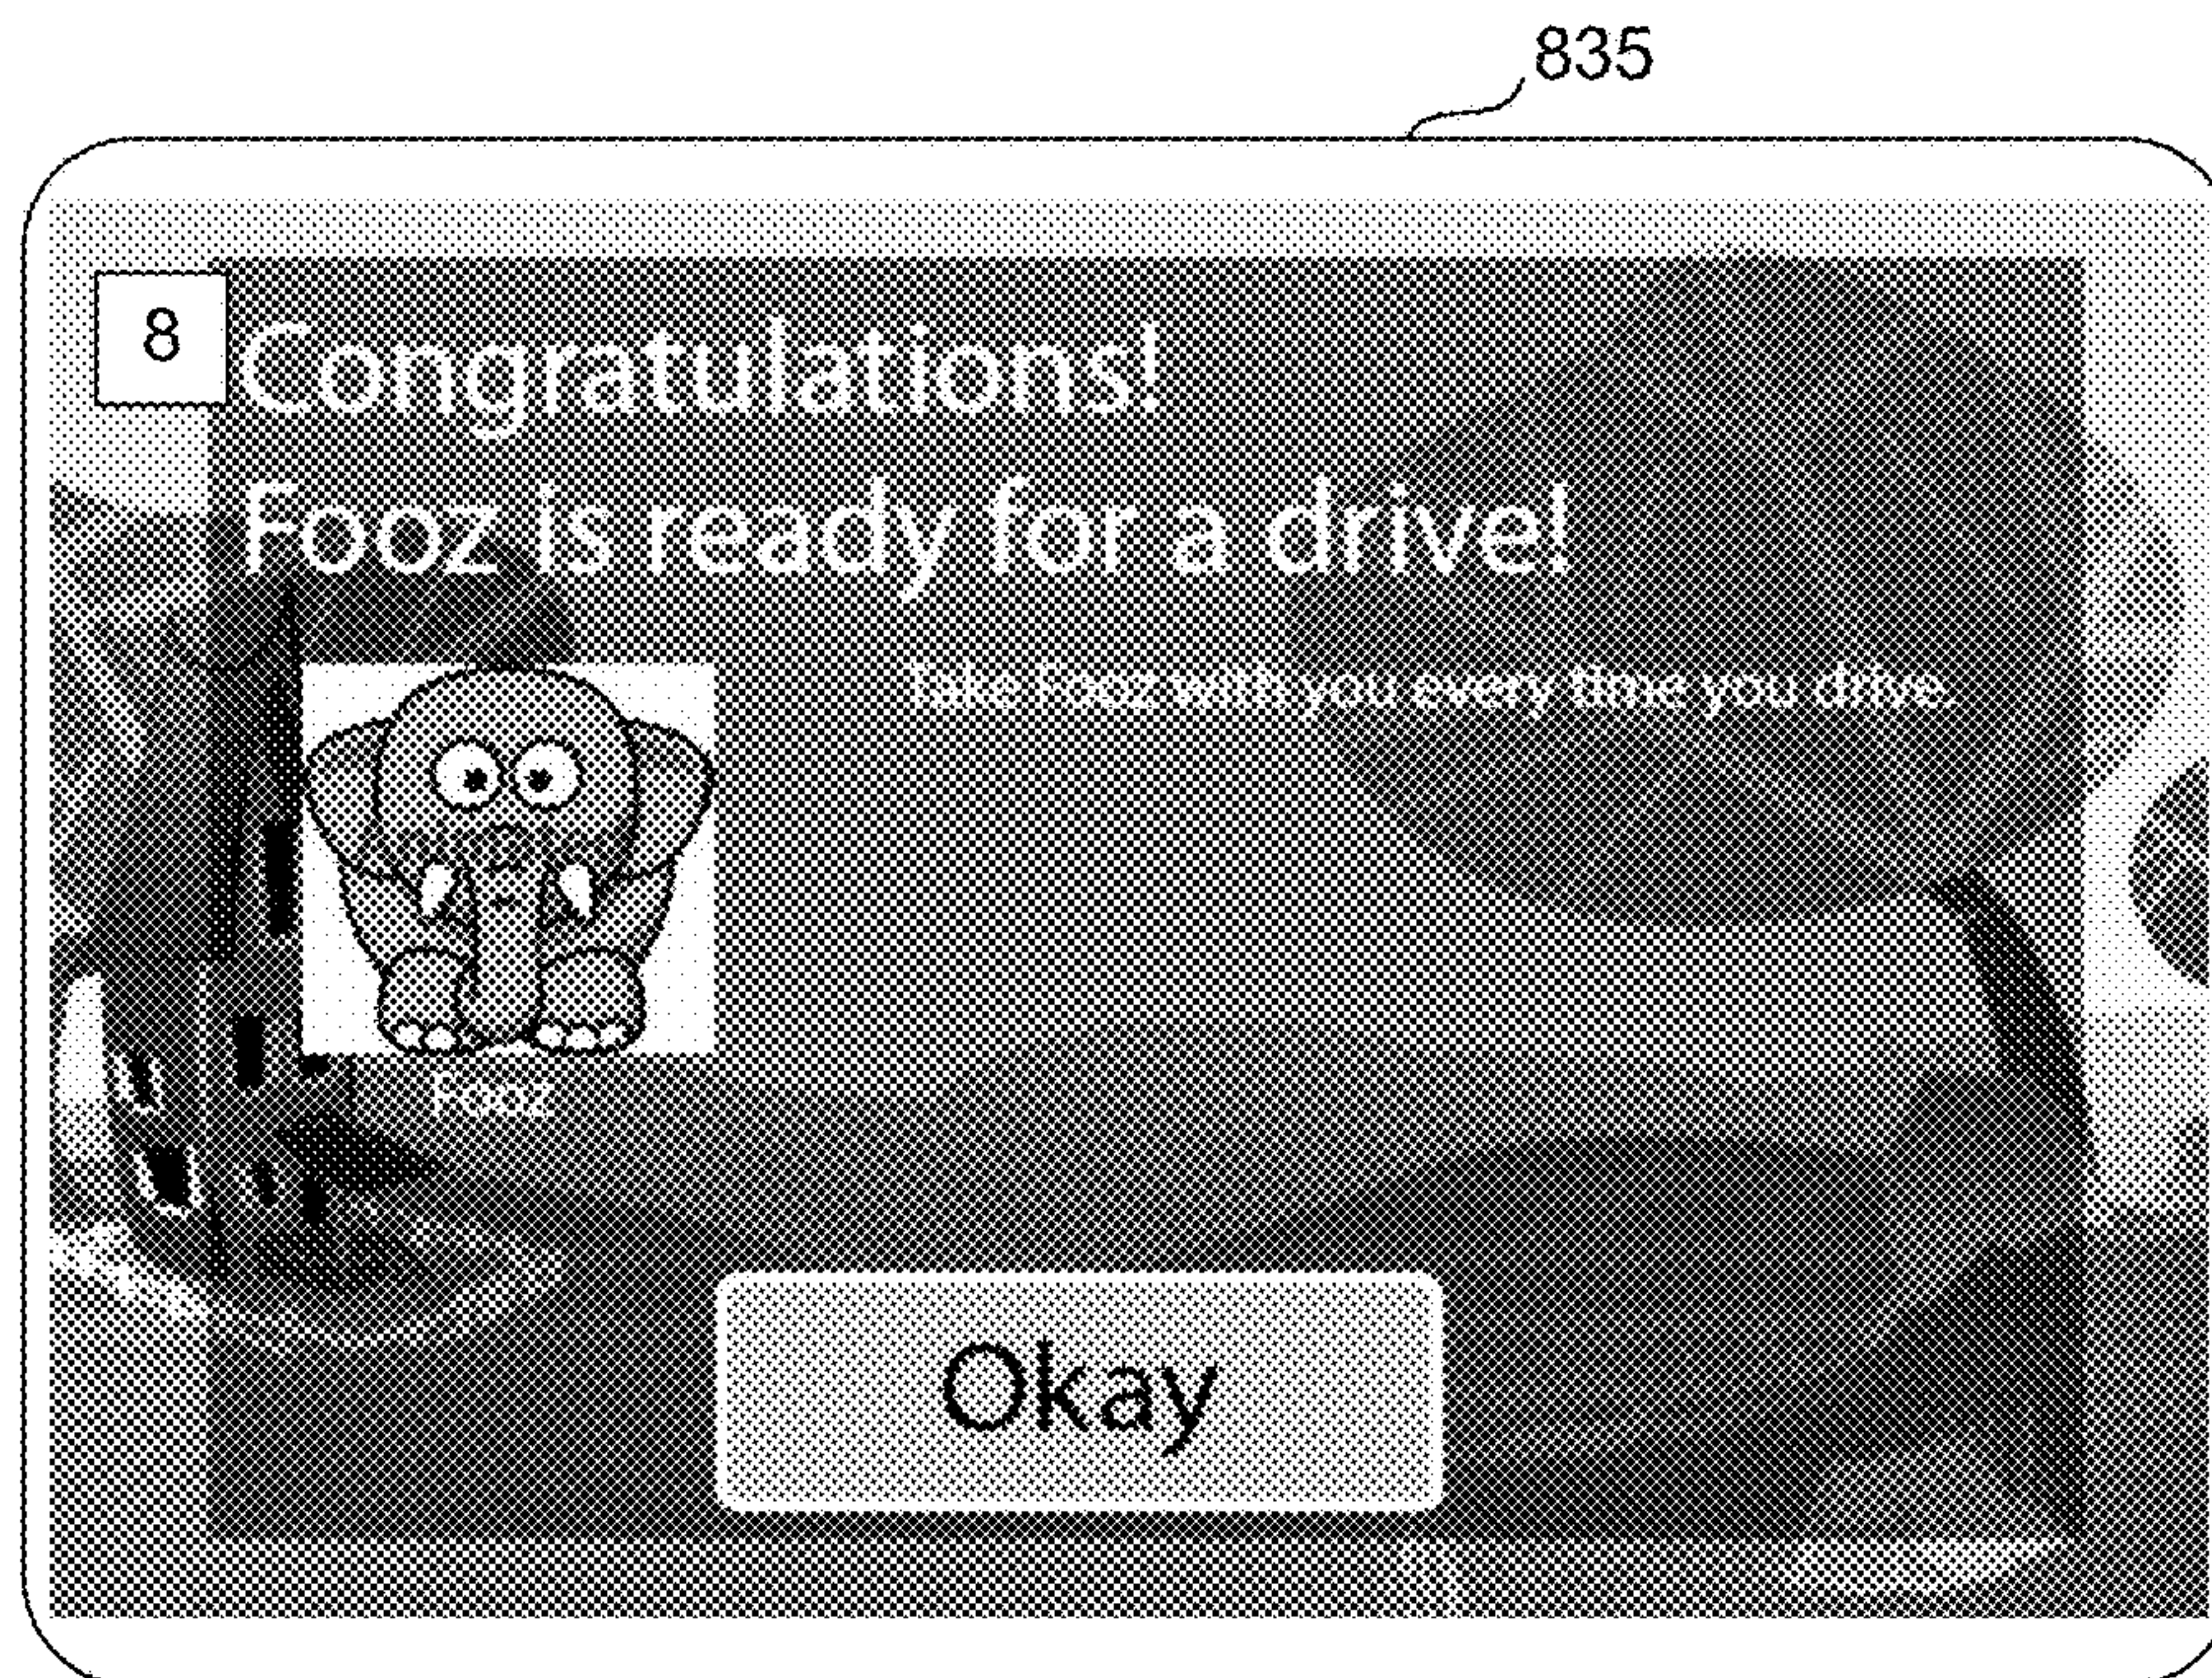 835
8
Congratulations!
Fooz is ready for a drive!
Take Fooz with you every time you drive.
Fooz
Okay